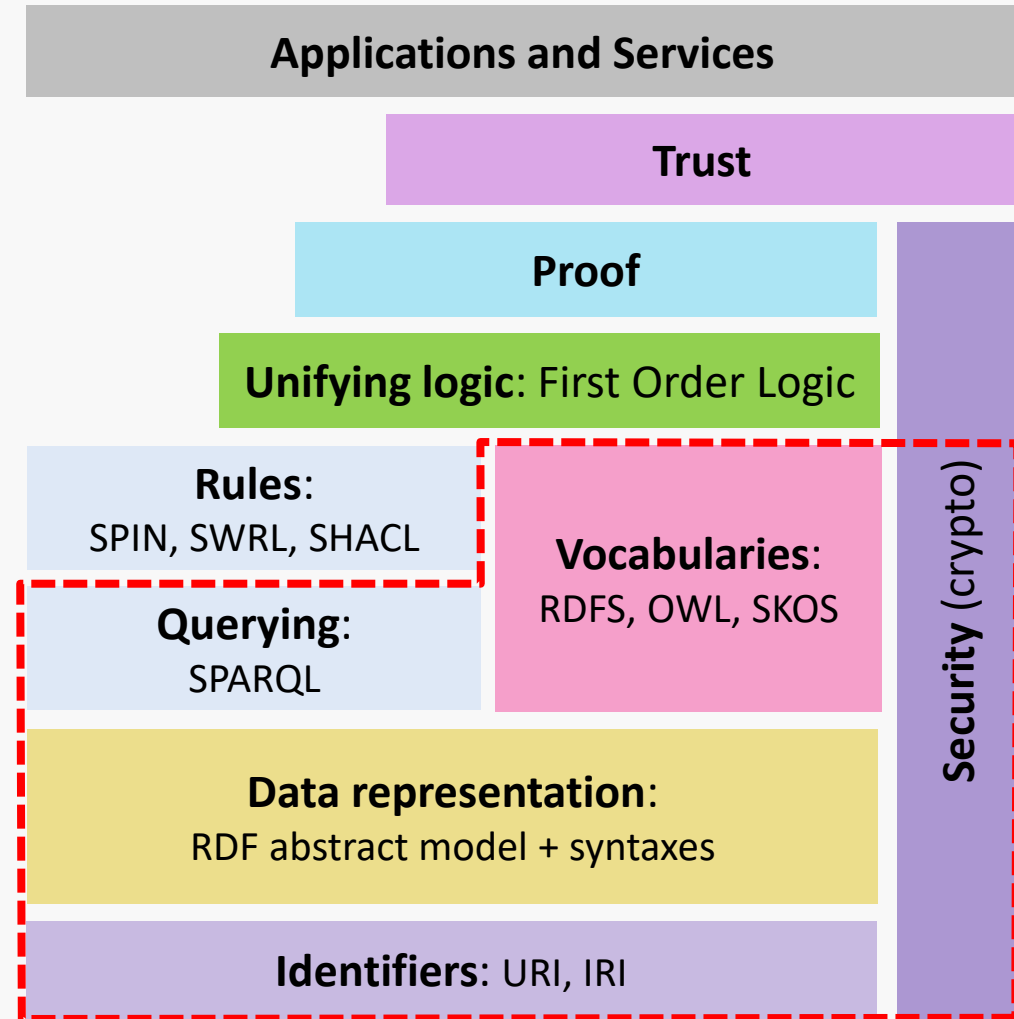 Applications and Services
Trust
Proof
Unifying logic: First Order Logic
Rules:
SPIN, SWRL, SHACL
Vocabularies:
RDFS, OWL, SKOS
Querying:
SPARQL
Security (crypto)
Data representation:
RDF abstract model + syntaxes
Identifiers: URI, IRI